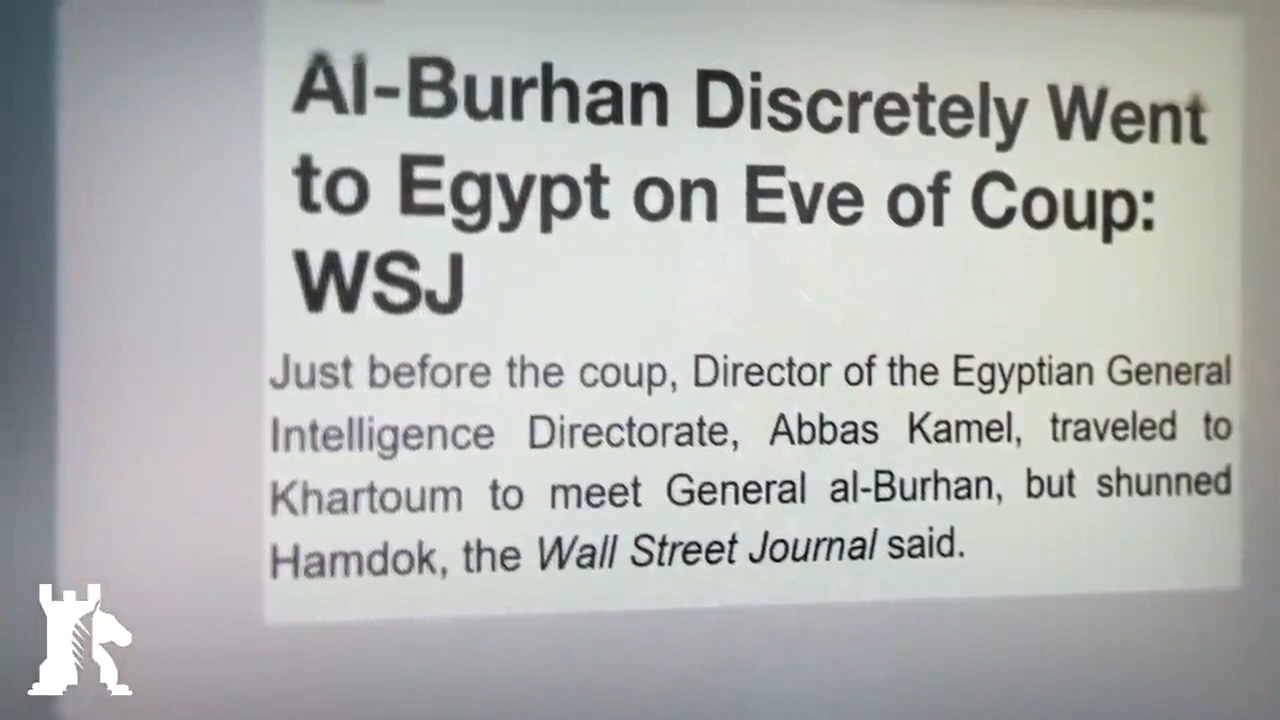 Al-Burhan Discretely Went
to Egypt on Eve of Coup:
WSJ
Just before the coup, Director of the Egyptian General
Intelligence Directorate, Abbas Kamel, traveled to
Khartoum to meet General al-Burhan, but shunned
Hamdok, the Wall Street Journal said.